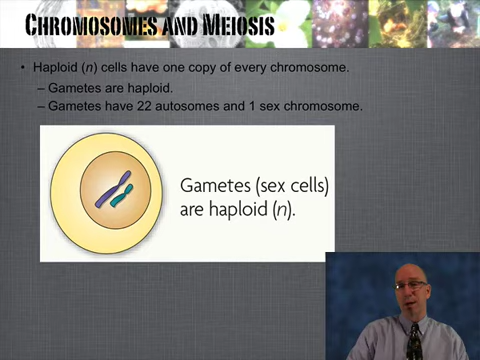 Chromosomes and Meiosis
• Haploid (n) cells have one copy of every chromosome.
– Gametes are haploid.
– Gametes have 22 autosomes and 1 sex chromosome.
Gametes (sex cells)
are haploid (n).